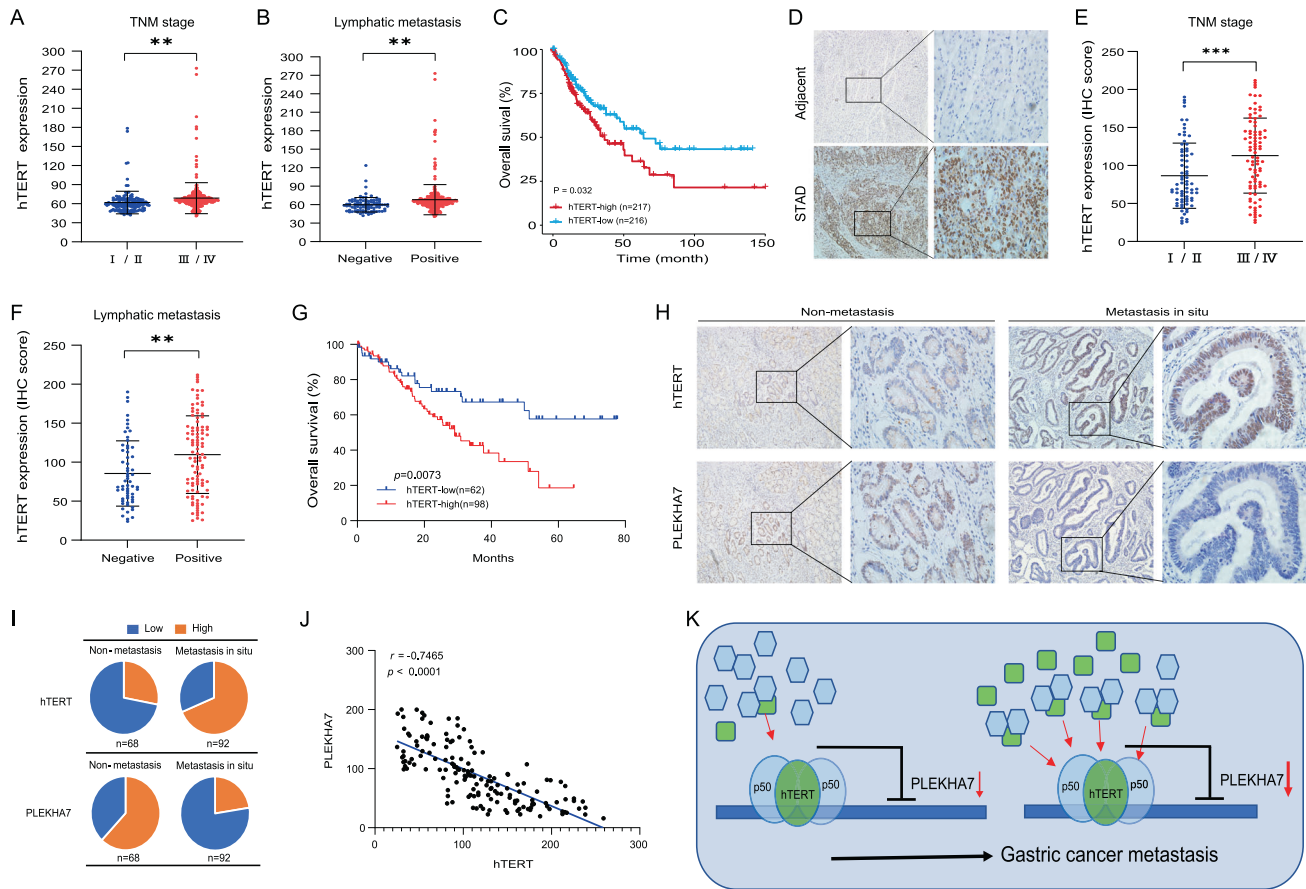 A
TNM stage
**
hTERT expression
300
270
240
210
180
150
120
90
60
30
0
Ⅰ / Ⅱ
Ⅲ / Ⅳ
B
Lymphatic metastasis
**
hTERT expression
300
270
240
210
180
150
120
90
60
30
0
Negative
Positive
C
Overall suival (%)
100
75
50
25
0
P = 0.032
hTERT-high (n=217)
hTERT-low (n=216)
0
50
100
150
Time (month)
D
Adjacent
STAD
E
TNM stage
***
hTERT expression (IHC score)
250
200
150
100
50
0
Ⅰ / Ⅱ
Ⅲ / Ⅳ
F
Lymphatic metastasis
**
hTERT expression (IHC score)
250
200
150
100
50
0
Negative
Positive
G
Overall survival (%)
100
80
60
40
20
0
p=0.0073
hTERT-low(n=62)
hTERT-high(n=98)
0
20
40
60
80
Months
H
Non-metastasis
Metastasis in situ
hTERT
PLEKHA7
I
Low
High
Non- metastasis
Metastasis in situ
hTERT
n=68
n=92
Non-metastasis
Metastasis in situ
PLEKHA7
n=68
n=92
J
r = -0.7465
p < 0.0001
PLEKHA7
300
200
100
0
0
100
200
300
hTERT
K
p50
hTERT
p50
PLEKHA7
p50
hTERT
p50
PLEKHA7
Gastric cancer metastasis